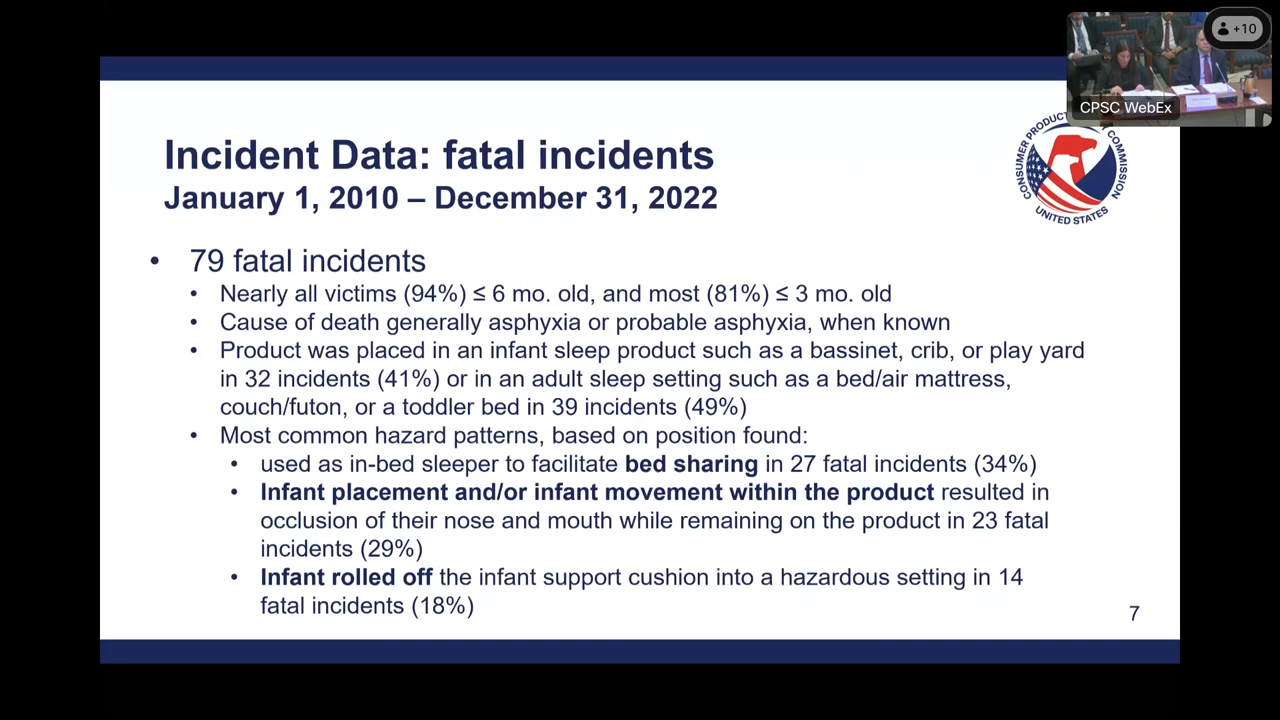 +10
CPSC WebEx
Incident Data: fatal incidents
January 1, 2010 – December 31, 2022
CONSUMER PRODUCT COMMISSION
UNITED STATES
• 79 fatal incidents
• Nearly all victims (94%) ≤ 6 mo. old, and most (81%) ≤ 3 mo. old
• Cause of death generally asphyxia or probable asphyxia, when known
• Product was placed in an infant sleep product such as a bassinet, crib, or play yard
in 32 incidents (41%) or in an adult sleep setting such as a bed/air mattress,
couch/futon, or a toddler bed in 39 incidents (49%)
• Most common hazard patterns, based on position found:
• used as in-bed sleeper to facilitate bed sharing in 27 fatal incidents (34%)
• Infant placement and/or infant movement within the product resulted in
occlusion of their nose and mouth while remaining on the product in 23 fatal
incidents (29%)
• Infant rolled off the infant support cushion into a hazardous setting in 14
fatal incidents (18%)
7